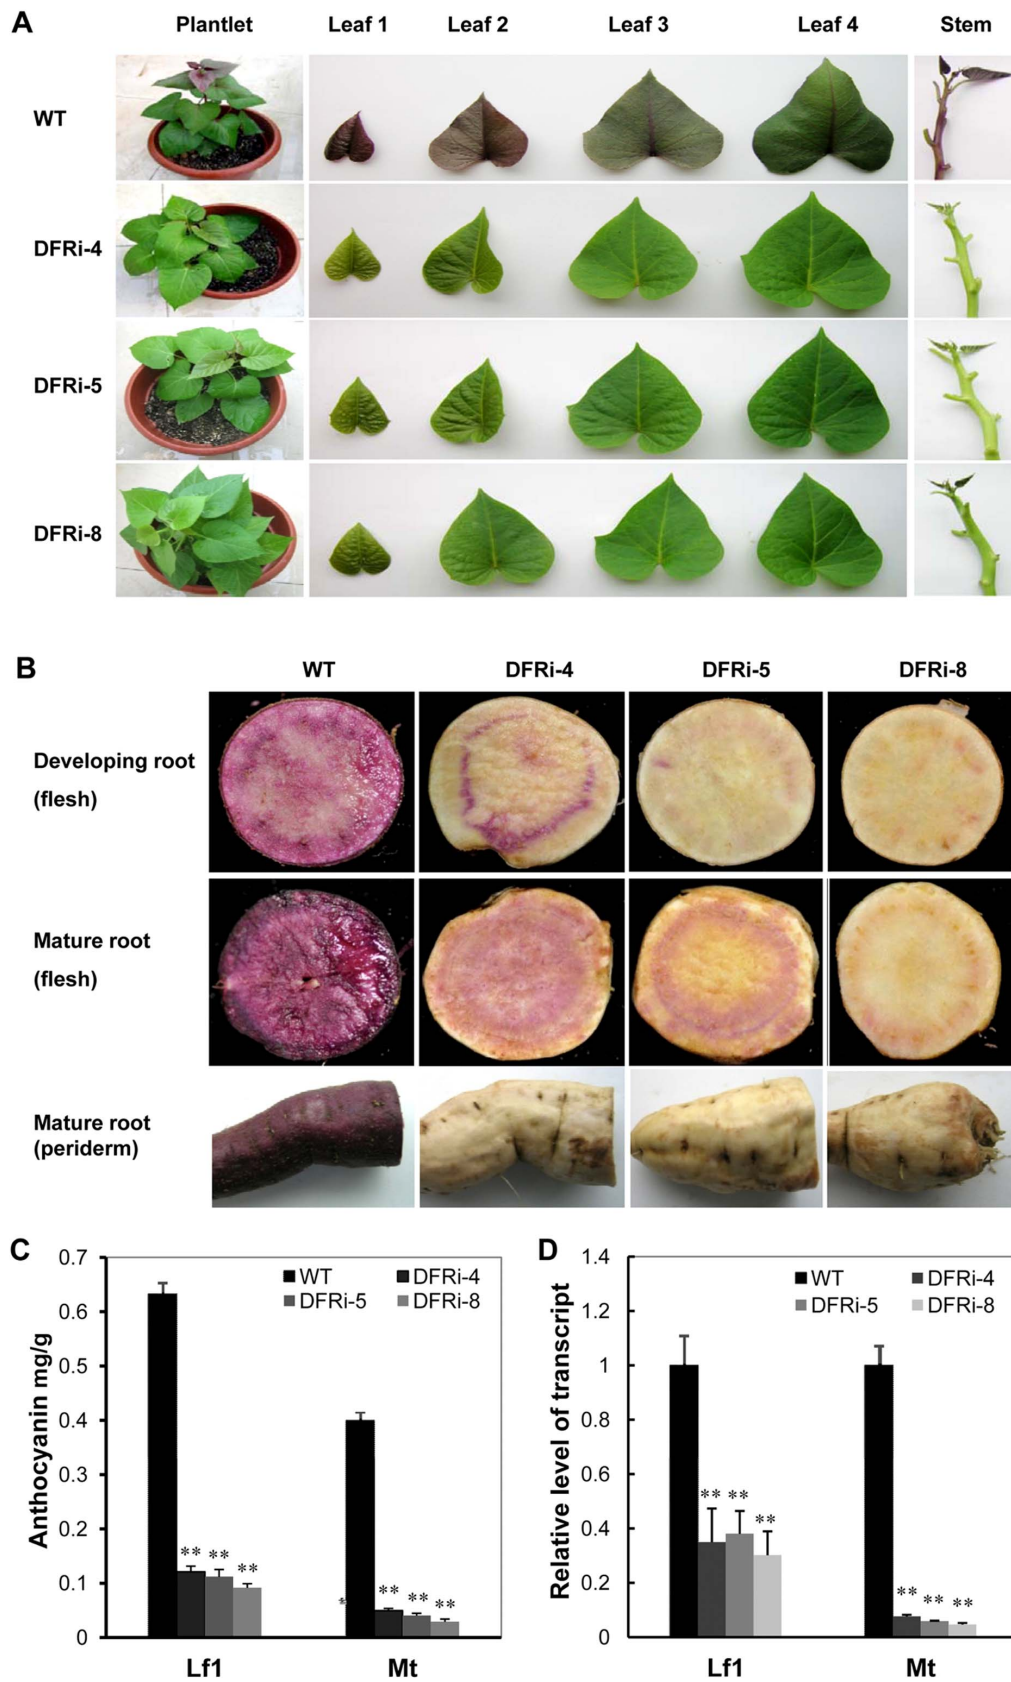 A
Plantlet Leaf 1 Leaf 2 Leaf 3 Leaf 4 Stem
WT
DFRi-4
DFRi-5
DFRi-8
B
WT DFRi-4 DFRi-5 DFRi-8
Developing root
(flesh)
Mature root
(flesh)
Mature root
(periderm)
C
Anthocyanin mg/g
0.7
0.6
0.5
0.4
0.3
0.2
0.1
0
WT DFRi-4
DFRi-5 DFRi-8
** ** **
* ** ** **
Lf1 Mt
D
Relative level of transcript
1.4
1.2
1
0.8
0.6
0.4
0.2
0
WT DFRi-4
DFRi-5 DFRi-8
** ** **
** ** **
Lf1 Mt